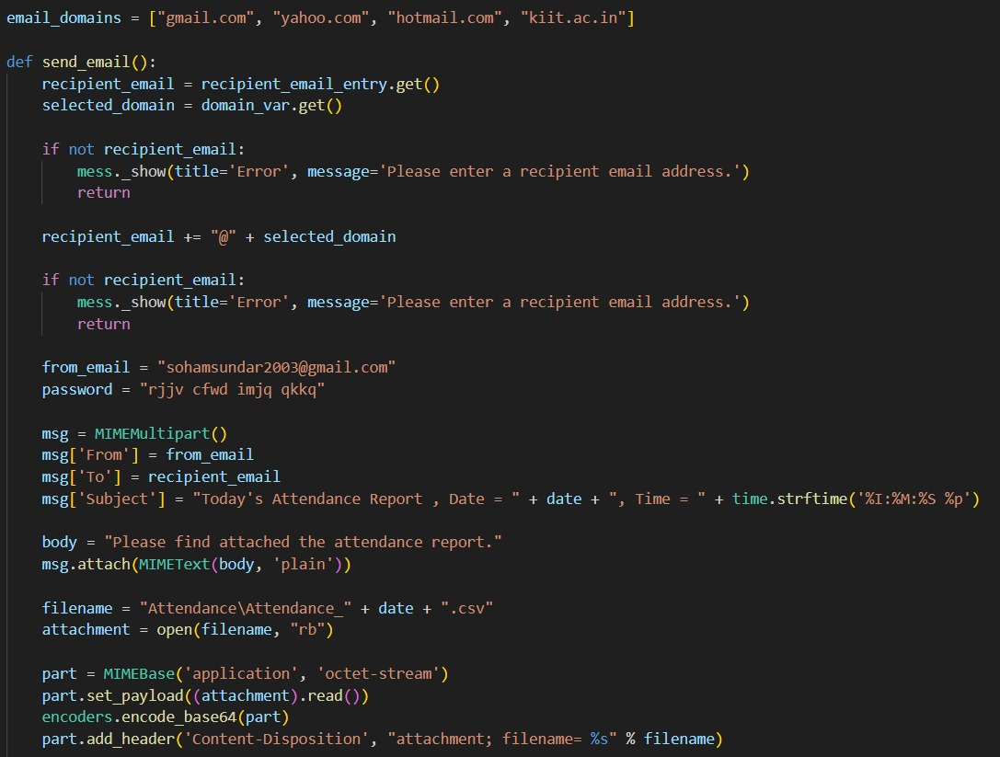 email_domains = ["gmail.com", "yahoo.com", "hotmail.com", "kiit.ac.in"]
def send_email():
    recipient_email = recipient_email_entry.get()
    selected_domain = domain_var.get()
    if not recipient_email:
        mess._show(title='Error', message='Please enter a recipient email address.')
        return
    recipient_email += "@" + selected_domain
    if not recipient_email:
        mess._show(title='Error', message='Please enter a recipient email address.')
        return
    from_email = "sohamsundar2003@gmail.com"
    password = "rjjv cfwd imjq qkkq"
    msg = MIMEMultipart()
    msg['From'] = from_email
    msg['To'] = recipient_email
    msg['Subject'] = "Today's Attendance Report , Date = " + date + ", Time = " + time.strftime('%I:%M:%S %p')
    body = "Please find attached the attendance report."
    msg.attach(MIMEText(body, 'plain'))
    filename = "Attendance\Attendance_" + date + ".csv"
    attachment = open(filename, "rb")
    part = MIMEBase('application', 'octet-stream')
    part.set_payload((attachment).read())
    encoders.encode_base64(part)
    part.add_header('Content-Disposition', "attachment; filename= %s" % filename)